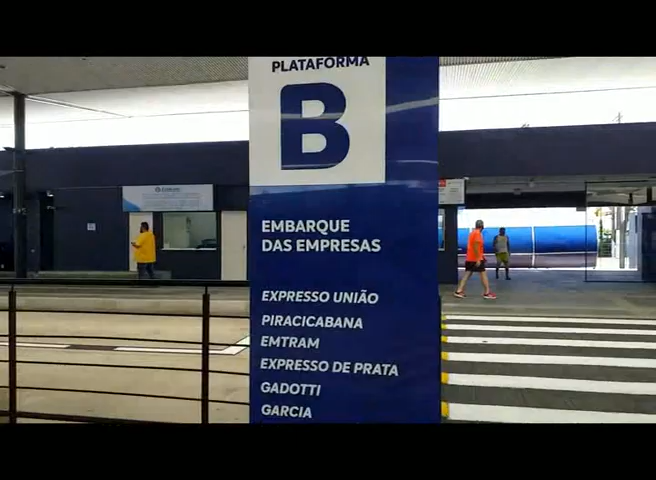 PLATAFORMA
B
EMBARQUE
DAS EMPRESAS
EXPRESSO UNIÃO
PIRACICABANA
EMTRAM
EXPRESSO DE PRATA
GADOTTI
GARCIA